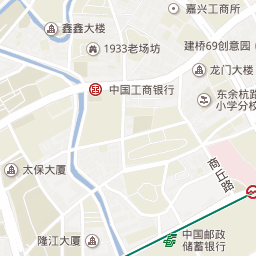 嘉兴工商所
鑫鑫大楼
1933老场坊
建桥69创意园
龙门大楼
中国工商银行
东余杭路
小学分校
太保大厦
商丘路
隆江大厦
中国邮政
储蓄银行